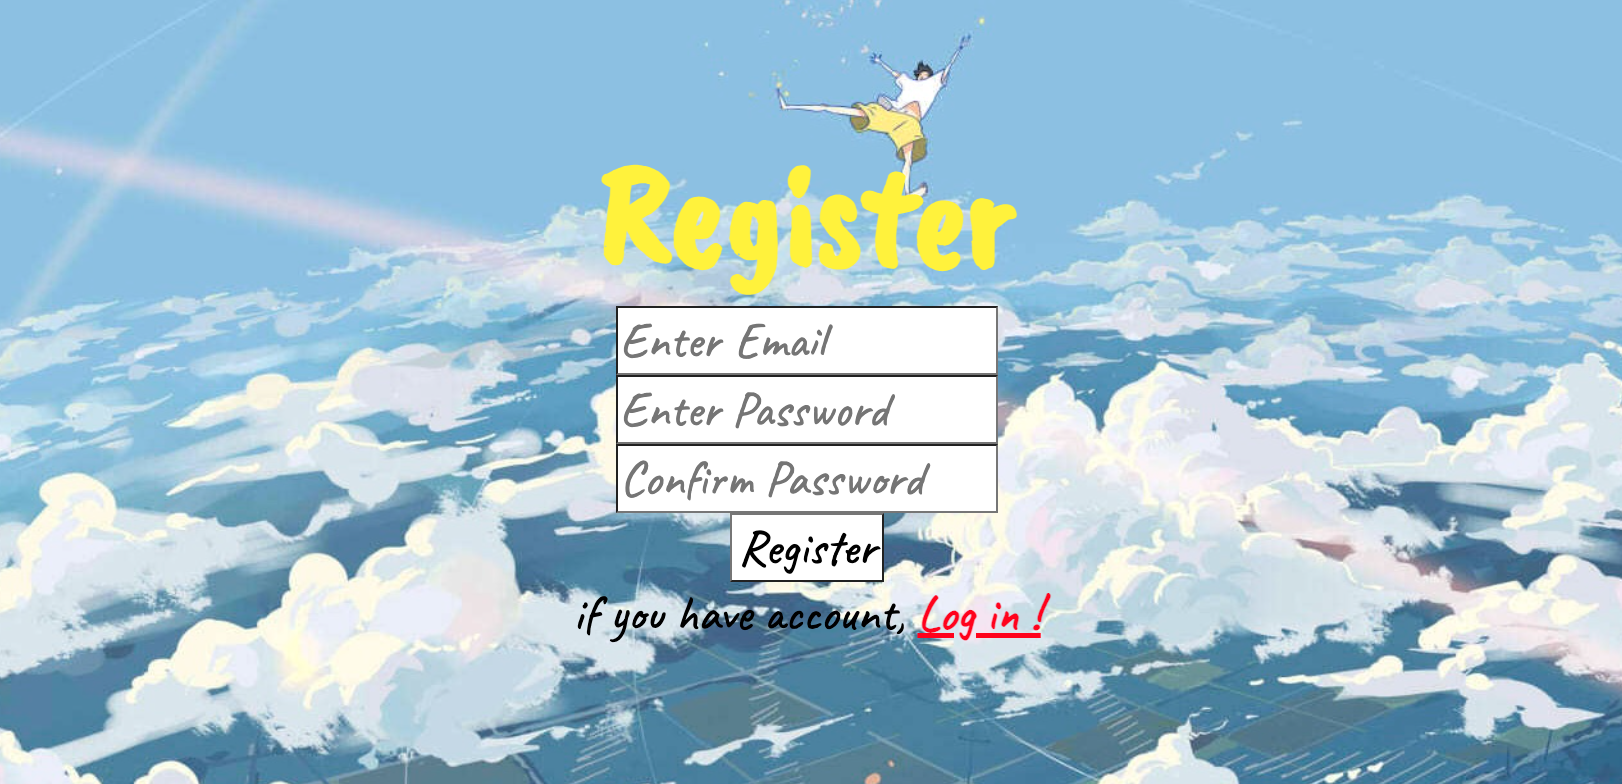 Register
Enter Email
Enter Password
Confirm Password
Register
if you have account, Log in !